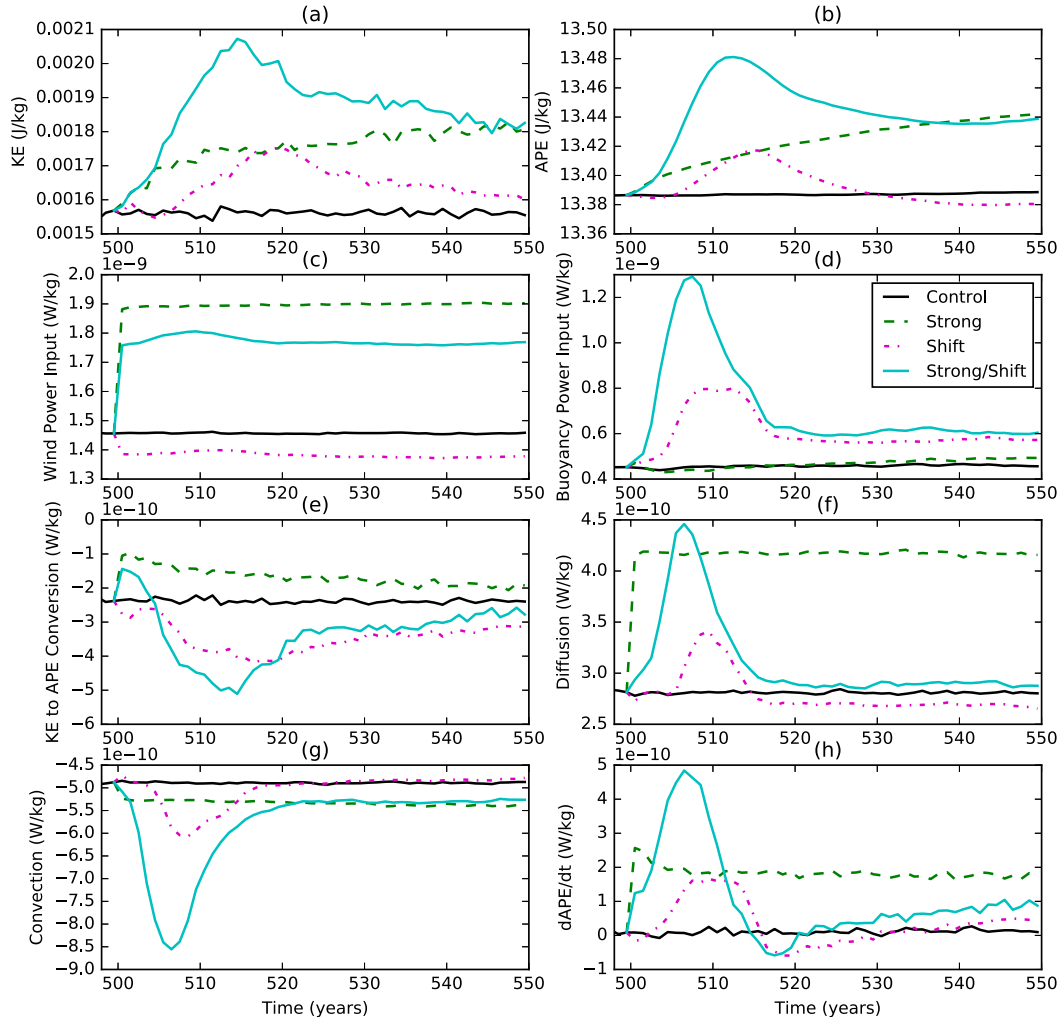 (a)
KE (J/kg)
0.0021
0.0020
0.0019
0.0018
0.0017
0.0016
0.0015
500 510 520 530 540 550
(b)
APE (J/kg)
13.50
13.48
13.46
13.44
13.42
13.40
13.38
13.36
500 510 520 530 540 550
(c)
1e−9
Wind Power Input (W/kg)
2.0
1.9
1.8
1.7
1.6
1.5
1.4
1.3
500 510 520 530 540 550
(d)
1e−9
Buoyancy Power Input (W/kg)
1.2
1.0
0.8
0.6
0.4
500 510 520 530 540 550
Control
Strong
Shift
Strong/Shift
(e)
1e−10
KE to APE Conversion (W/kg)
0
−1
−2
−3
−4
−5
−6
500 510 520 530 540 550
(f)
1e−10
Diffusion (W/kg)
4.5
4.0
3.5
3.0
2.5
500 510 520 530 540 550
(g)
1e−10
Convection (W/kg)
−4.5
−5.0
−5.5
−6.0
−6.5
−7.0
−7.5
−8.0
−8.5
−9.0
500 510 520 530 540 550
Time (years)
(h)
1e−10
dAPE/dt (W/kg)
5
4
3
2
1
0
−1
500 510 520 530 540 550
Time (years)